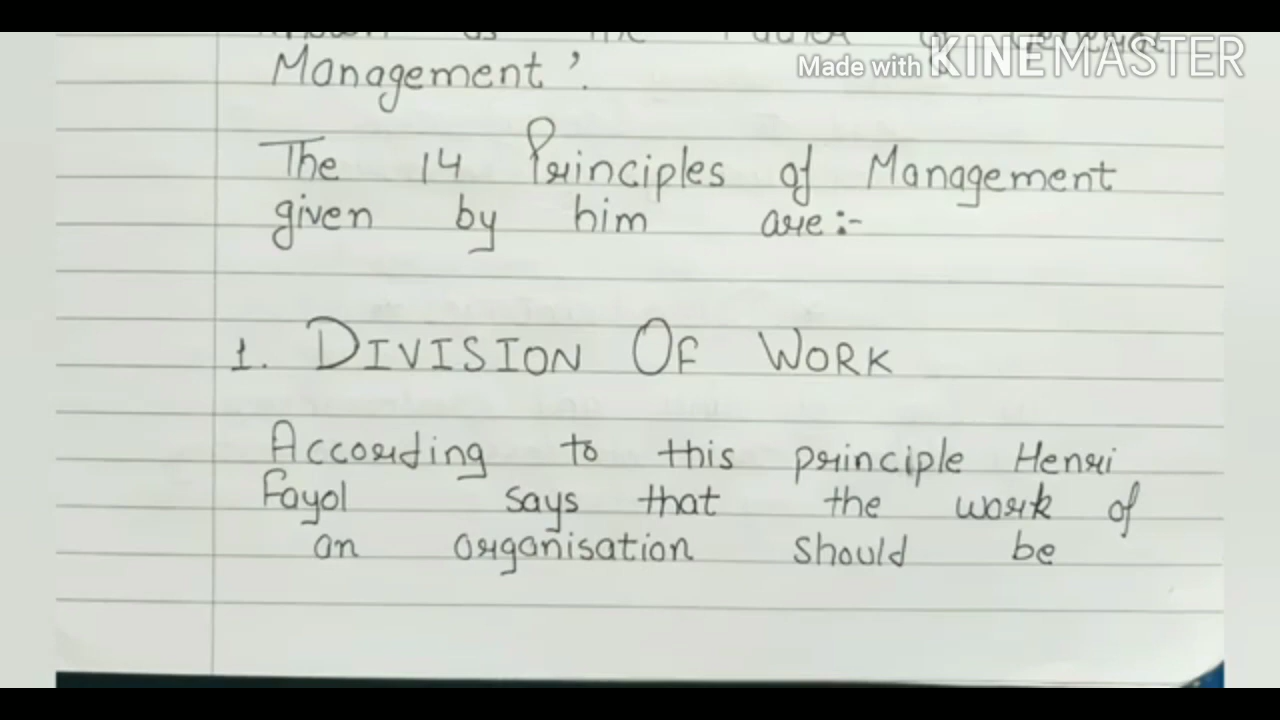 Made with KINEMASTER
Management'.
The 14 Principles of Management
given by him are:-
1. DIVISION OF WORK
According to this principle Henri
Fayol says that the work of
an organisation should be